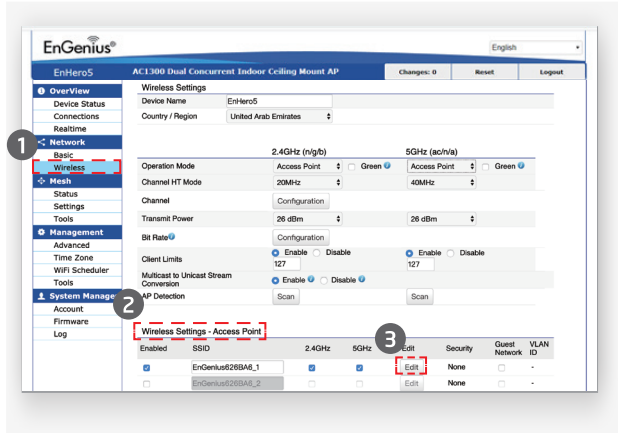 EnGenius®
English
EnHero5
AC1300 Dual Concurrent Indoor Ceiling Mount AP
Changes: 0
Reset
Logout
OverView
Device Status
Connections
Realtime
1
Network
Basic
Wireless
Mesh
Status
Settings
Tools
Management
Advanced
Time Zone
WiFi Scheduler
Tools
System Manage
Account
Firmware
Log
Wireless Settings
Device Name EnHero5
Country / Region United Arab Emirates
2.4GHz (n/g/b) 5GHz (ac/n/a)
Operation Mode Access Point Green Access Point Green
Channel HT Mode 20MHz 40MHz
Channel Configuration
Transmit Power 26 dBm 26 dBm
Bit Rate Configuration
Client Limits Enable Disable Enable Disable
127 127
Multicast to Unicast Stream
Conversion Enable Disable
2
AP Detection Scan Scan
Wireless Settings - Access Point
3
Enabled SSID 2.4GHz 5GHz Edit Security Guest Network VLAN ID
EnGenius626BA6_1 Edit None -
EnGenius626BA6_2 Edit None -